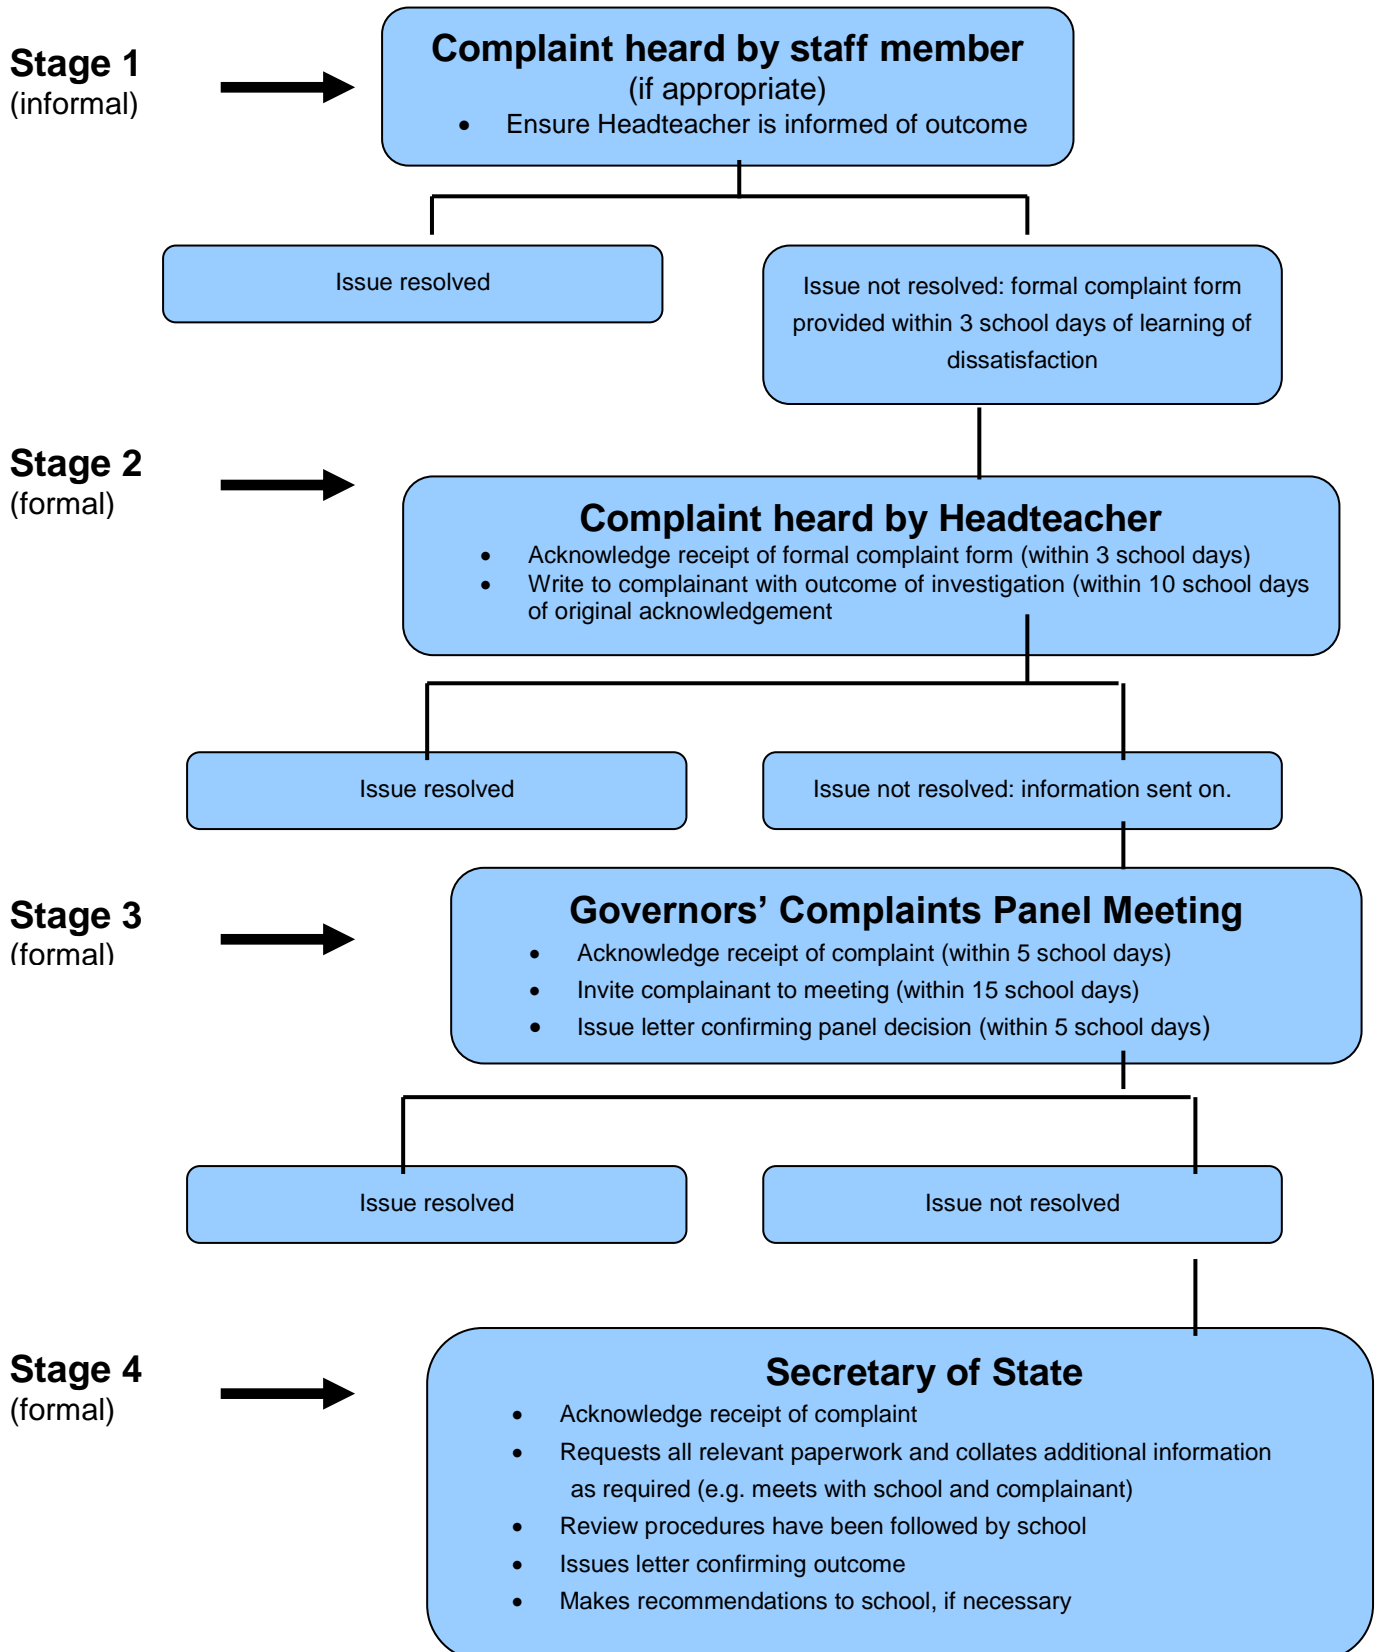 Stage 1
(informal)
Complaint heard by staff member
(if appropriate)
• Ensure Headteacher is informed of outcome
Issue resolved
Issue not resolved: formal complaint form
provided within 3 school days of learning of
dissatisfaction
Stage 2
(formal)
Complaint heard by Headteacher
• Acknowledge receipt of formal complaint form (within 3 school days)
• Write to complainant with outcome of investigation (within 10 school days
of original acknowledgement
Issue resolved
Issue not resolved: information sent on.
Stage 3
(formal)
Governors’ Complaints Panel Meeting
• Acknowledge receipt of complaint (within 5 school days)
• Invite complainant to meeting (within 15 school days)
• Issue letter confirming panel decision (within 5 school days)
Issue resolved
Issue not resolved
Stage 4
(formal)
Secretary of State
• Acknowledge receipt of complaint
• Requests all relevant paperwork and collates additional information
as required (e.g. meets with school and complainant)
• Review procedures have been followed by school
• Issues letter confirming outcome
• Makes recommendations to school, if necessary